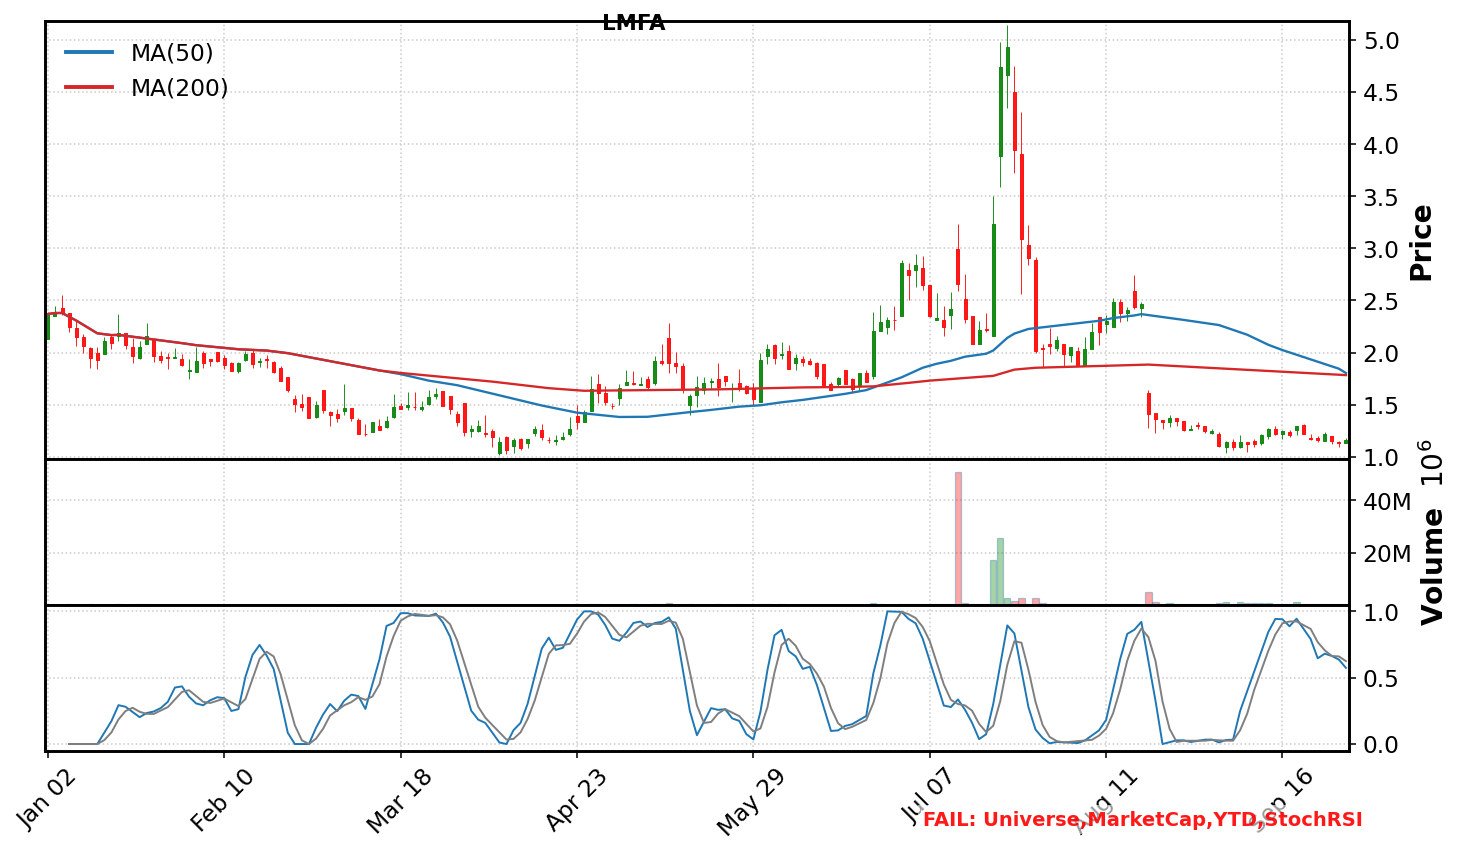 LMFA
MA(50)
MA(200)
5.0
4.5
4.0
3.5
3.0
2.5
2.0
1.5
1.0
Price
40M
20M
Volume 10^6
1.0
0.5
0.0
Jan 02
Feb 10
Mar 18
Apr 23
May 29
Jul 07
Aug 11
Sep 16
FAIL: Universe,MarketCap,YTD,StochRSI